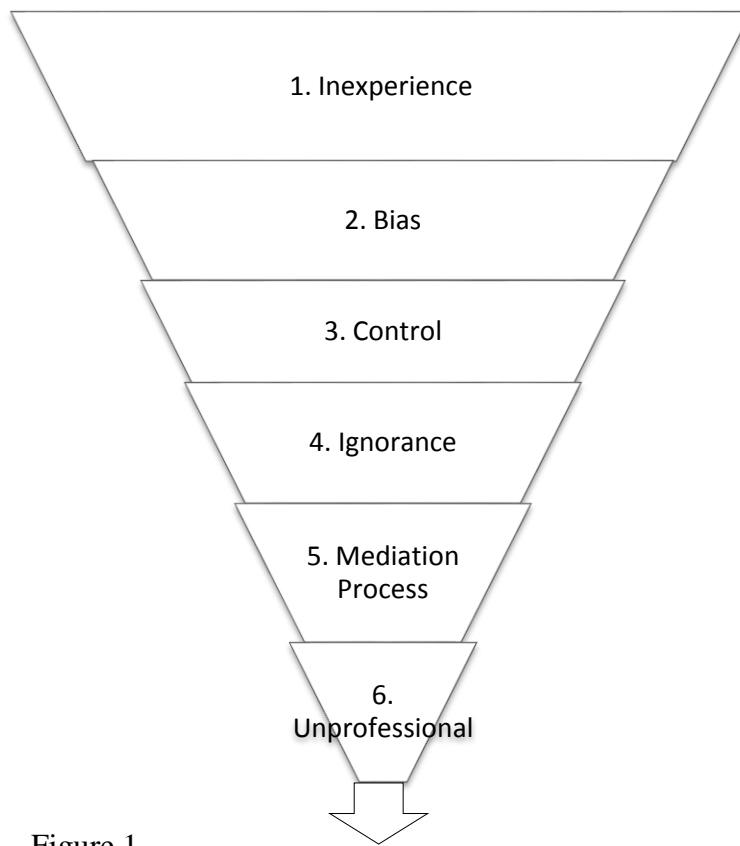 1. Inexperience
2. Bias
3. Control
4. Ignorance
5. Mediation
Process
6.
Unprofessional
Figure 1